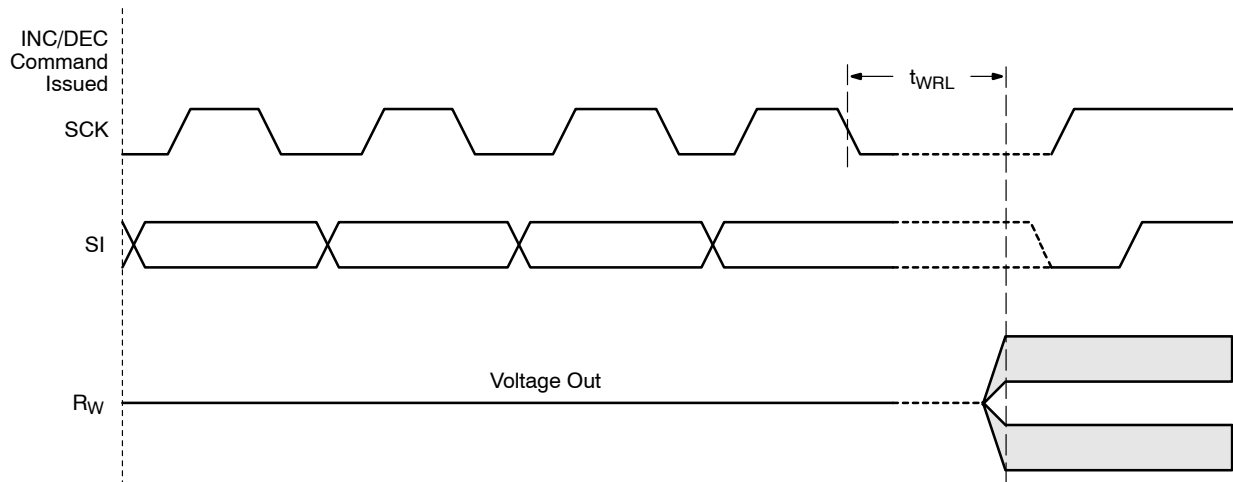 INC/DEC
Command
Issued
tWRL
SCK
SI
Voltage Out
RW